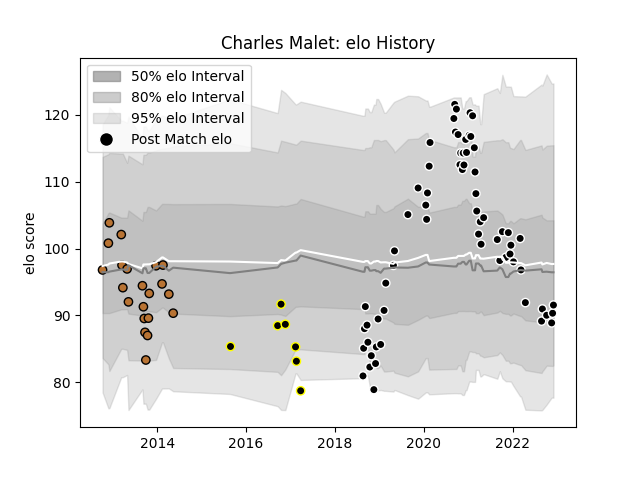 Charles Malet: elo History
50% elo Interval
80% elo Interval
95% elo Interval
Post Match elo
elo score
120
110
100
90
80
2014 2016 2018 2020 2022